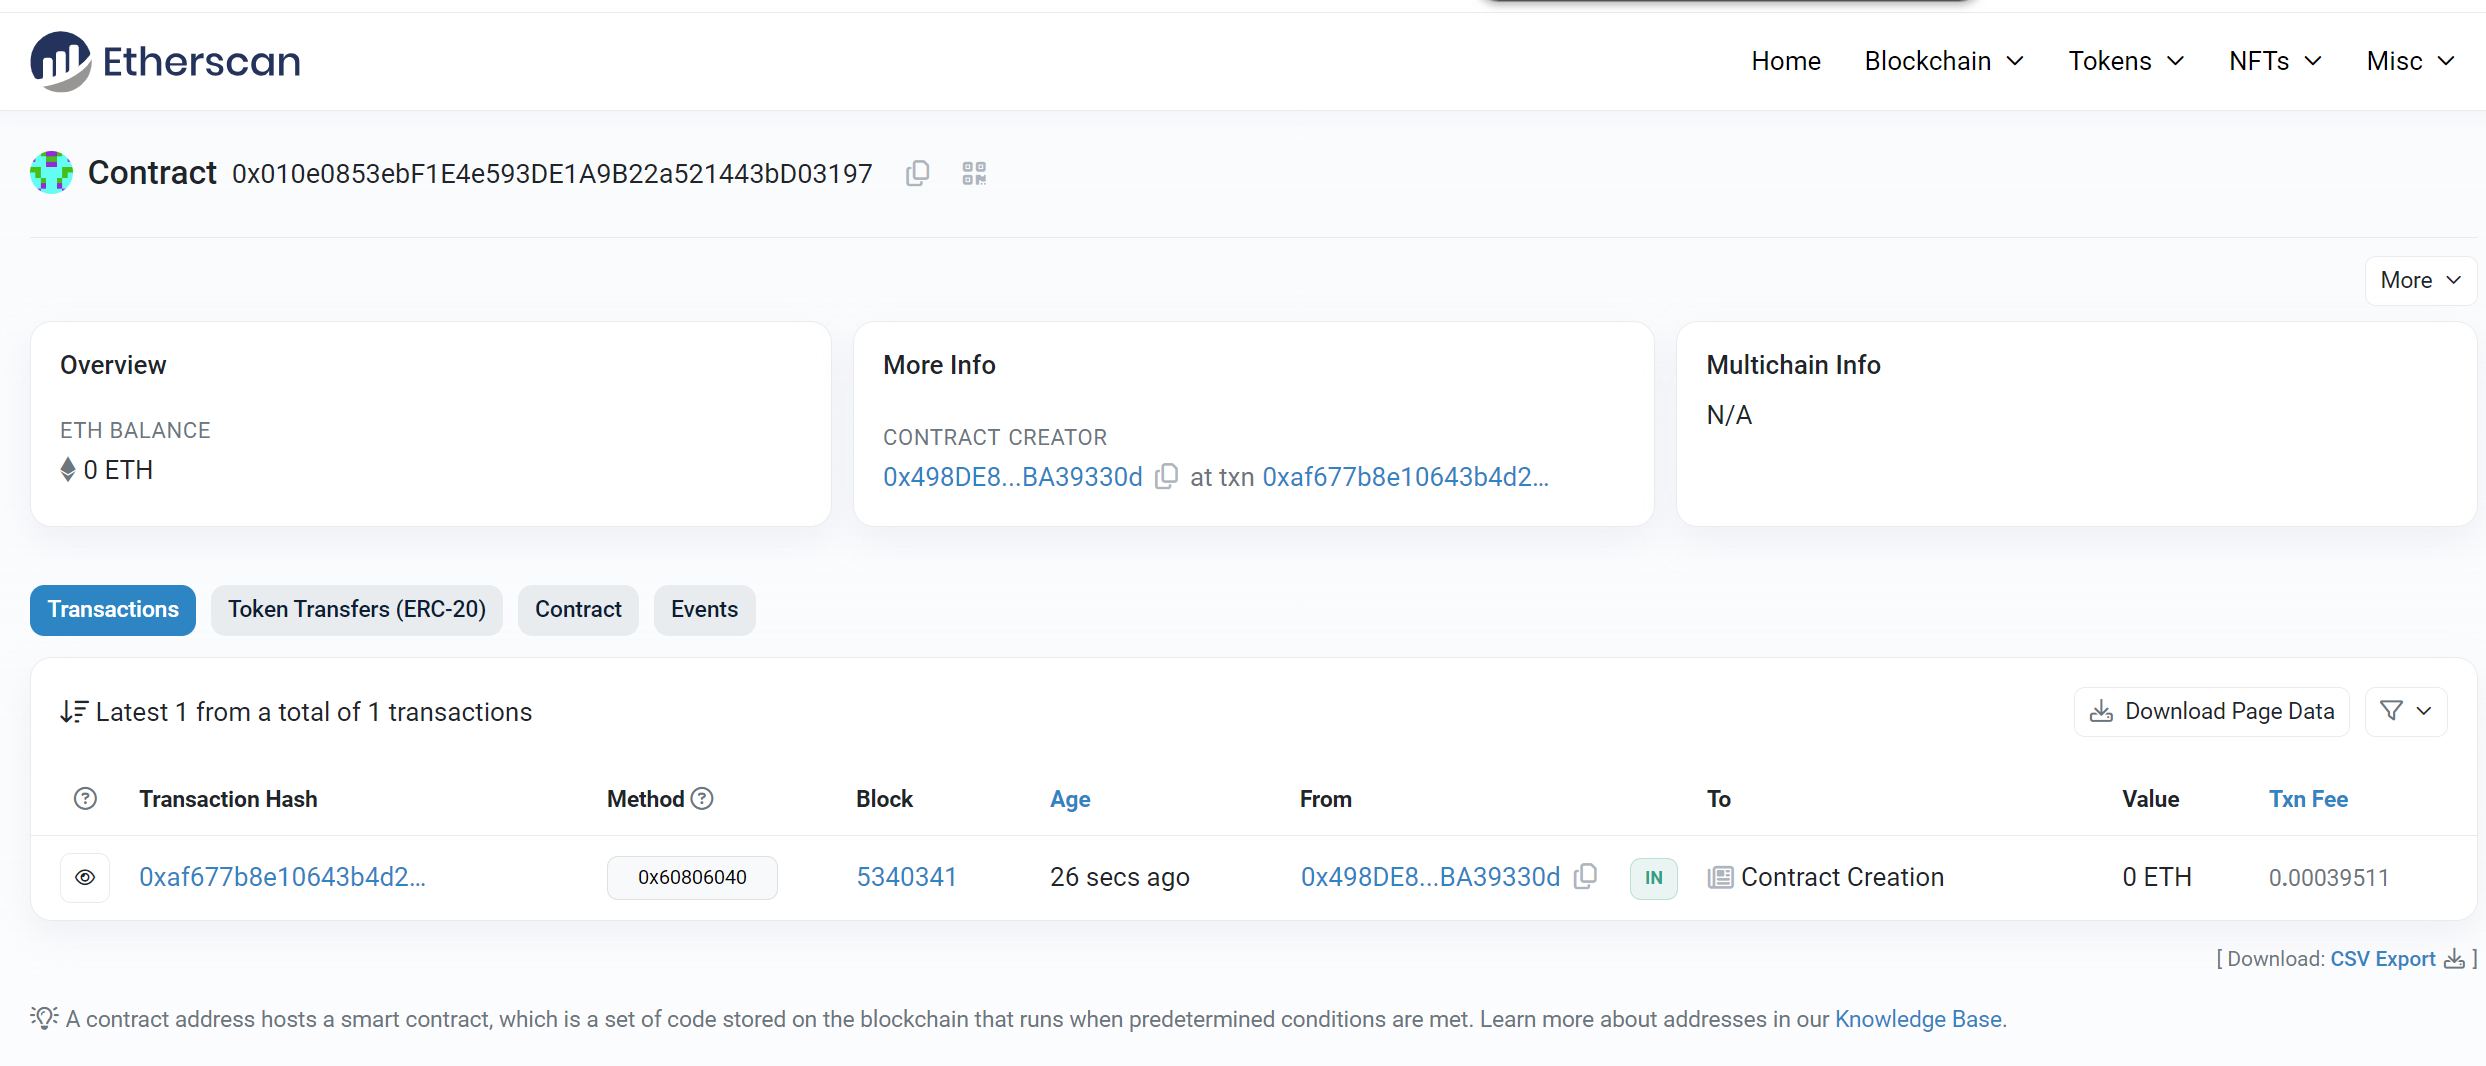 Etherscan
Home Blockchain Tokens NFTs Misc
Contract 0x010e0853ebF1E4e593DE1A9B22a521443bD03197
More
Overview
ETH BALANCE
0 ETH
More Info
CONTRACT CREATOR
0x498DE8...BA39330d at txn 0xaf677b8e10643b4d2...
Multichain Info
N/A
Transactions Token Transfers (ERC-20) Contract Events
Latest 1 from a total of 1 transactions
Download Page Data
Transaction Hash Method Block Age From To Value Txn Fee
0xaf677b8e10643b4d2... 0x60806040 5340341 26 secs ago 0x498DE8...BA39330d IN Contract Creation 0 ETH 0.00039511
[ Download: CSV Export ]
A contract address hosts a smart contract, which is a set of code stored on the blockchain that runs when predetermined conditions are met. Learn more about addresses in our Knowledge Base.